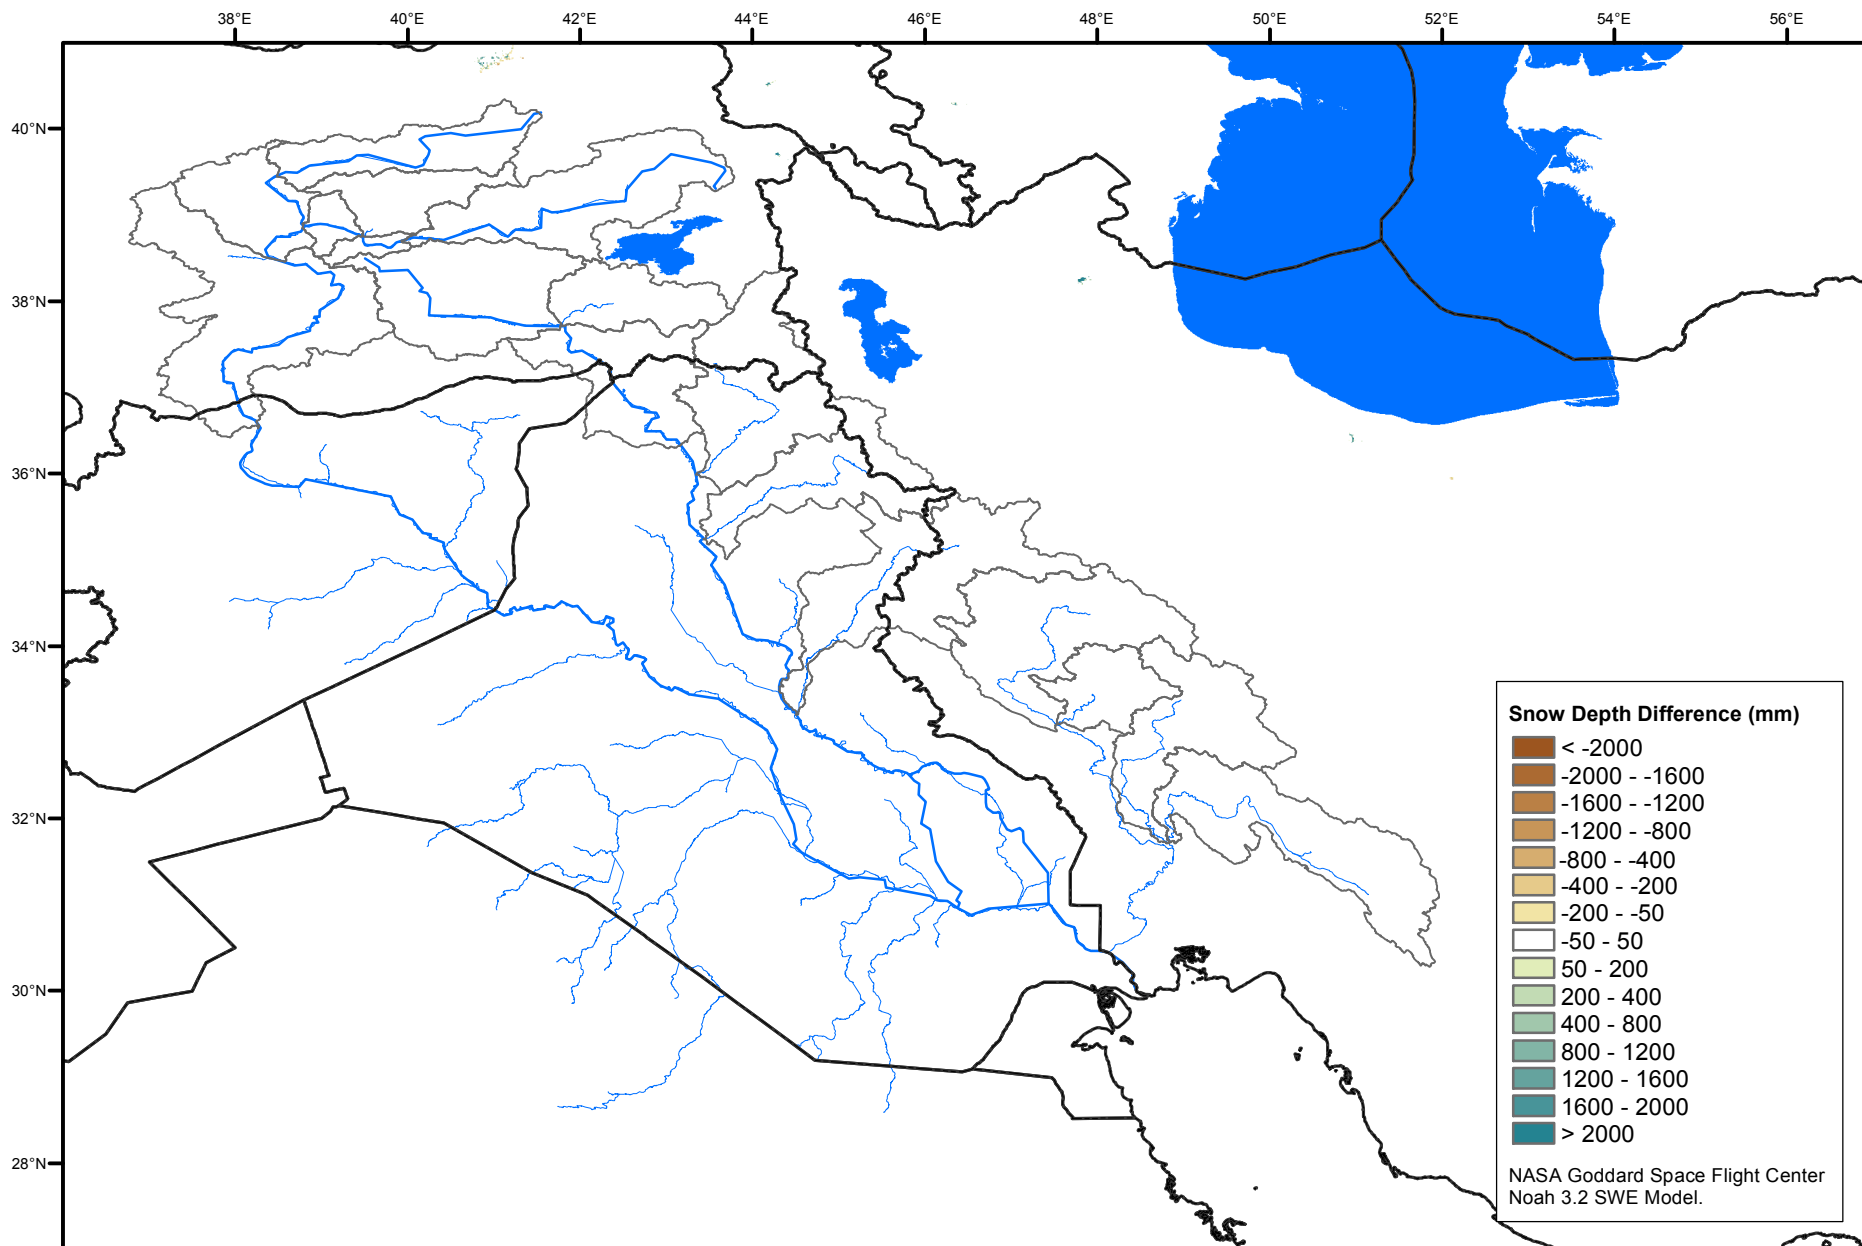 38°E 40°E 42°E 44°E 46°E 48°E 50°E 52°E 54°E 56°E
40°N
38°N
36°N
34°N
32°N
30°N
28°N
Snow Depth Difference (mm)
< -2000
-2000 - -1600
-1600 - -1200
-1200 - -800
-800 - -400
-400 - -200
-200 - -50
-50 - 50
50 - 200
200 - 400
400 - 800
800 - 1200
1200 - 1600
1600 - 2000
> 2000
NASA Goddard Space Flight Center
Noah 3.2 SWE Model.